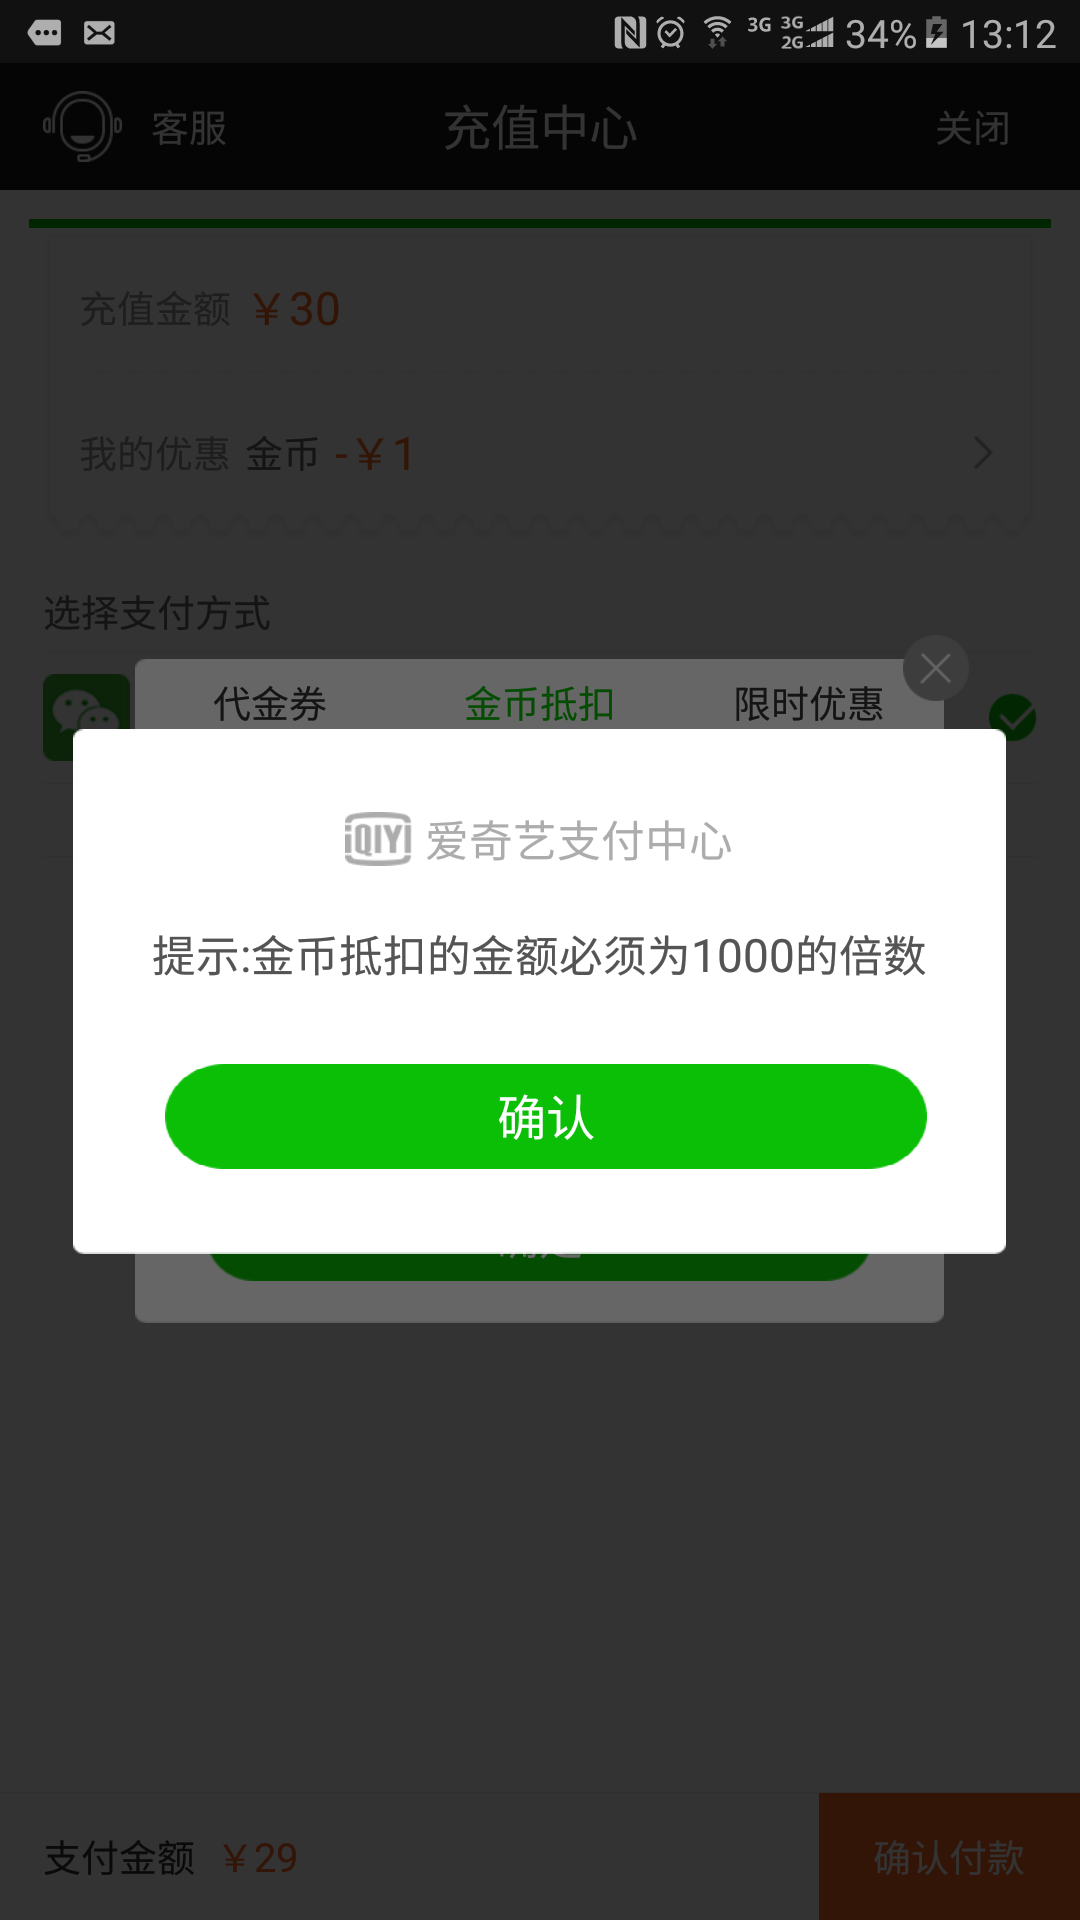 3G 3G 2G 34% 13:12
客服 充值中心 关闭
充值金额 ￥30
我的优惠 金币 -￥1
选择支付方式
代金券 金币抵扣 限时优惠
iQIYI 爱奇艺支付中心
提示:金币抵扣的金额必须为1000的倍数
确认
支付金额 ￥29 确认付款